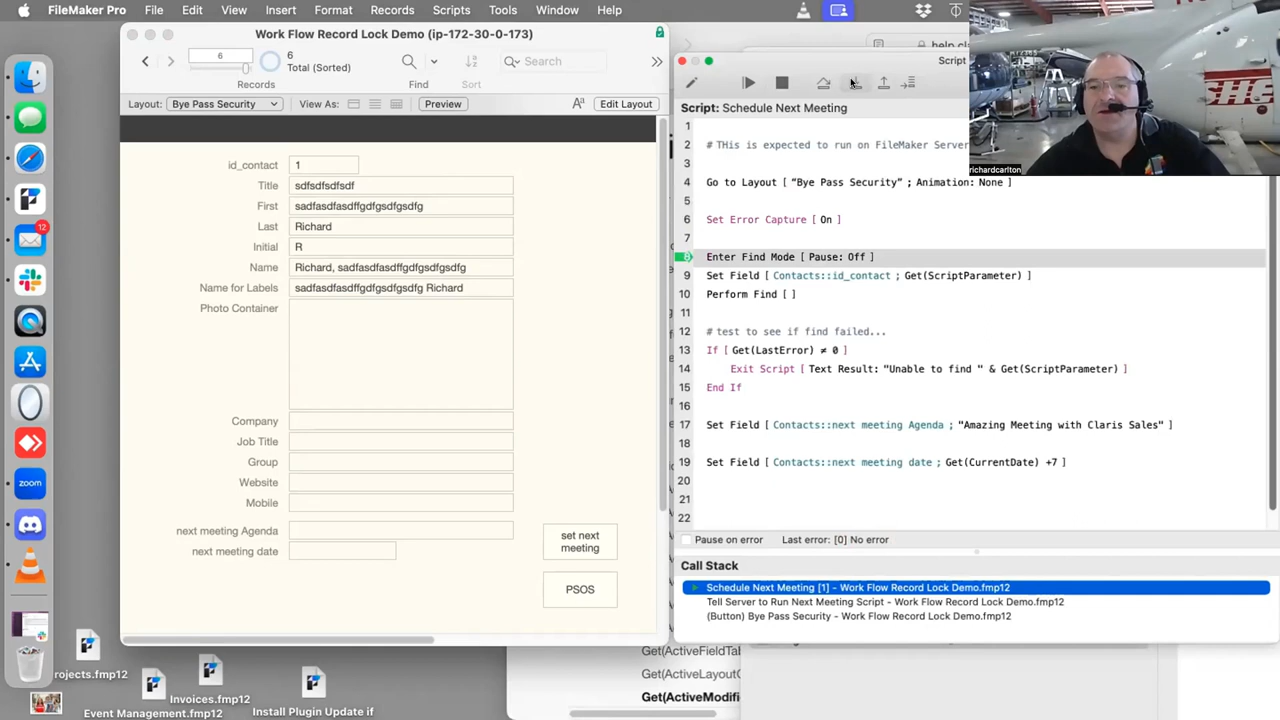 FileMaker Pro File Edit View Insert Format Records Scripts Tools Window Help
Work Flow Record Lock Demo (ip-172-30-0-173)
6
6
Total (Sorted)
Records
Find
Sort
Search
Layout: Bye Pass Security
View As:
Preview
Aª
Edit Layout
id_contact 1
Title sdfsdfsdfsdf
First sadfasdfasdffgdfgsdfgsdfg
Last Richard
Initial R
Name Richard, sadfasdfasdffgdfgsdfgsdfg
Name for Labels sadfasdfasdffgdfgsdfgsdfg Richard
Photo Container
Company
Job Title
Group
Website
Mobile
next meeting Agenda
next meeting date
set next
meeting
PSOS
12
zoom
rojects.fmp12
Invoices.fmp12
Event Management.fmp12
Install Plugin Update if
help.cla
Script
Script: Schedule Next Meeting
1
2 # THis is expected to run on FileMaker Server
3
4 Go to Layout [ “Bye Pass Security” ; Animation: None ]
5
6 Set Error Capture [ On ]
7
8 Enter Find Mode [ Pause: Off ]
9 Set Field [ Contacts::id_contact ; Get(ScriptParameter) ]
10 Perform Find [ ]
11
12 # test to see if find failed...
13 If [ Get(LastError) ≠ 0 ]
14 Exit Script [ Text Result: "Unable to find " & Get(ScriptParameter) ]
15 End If
16
17 Set Field [ Contacts::next meeting Agenda ; "Amazing Meeting with Claris Sales" ]
18
19 Set Field [ Contacts::next meeting date ; Get(CurrentDate) +7 ]
20
21
22
Pause on error Last error: [0] No error
Call Stack
Schedule Next Meeting [1] - Work Flow Record Lock Demo.fmp12
Tell Server to Run Next Meeting Script - Work Flow Record Lock Demo.fmp12
(Button) Bye Pass Security - Work Flow Record Lock Demo.fmp12
Get(ActiveFieldTab
Get(ActiveLayoutO
Get(ActiveModifi
richardcarlton